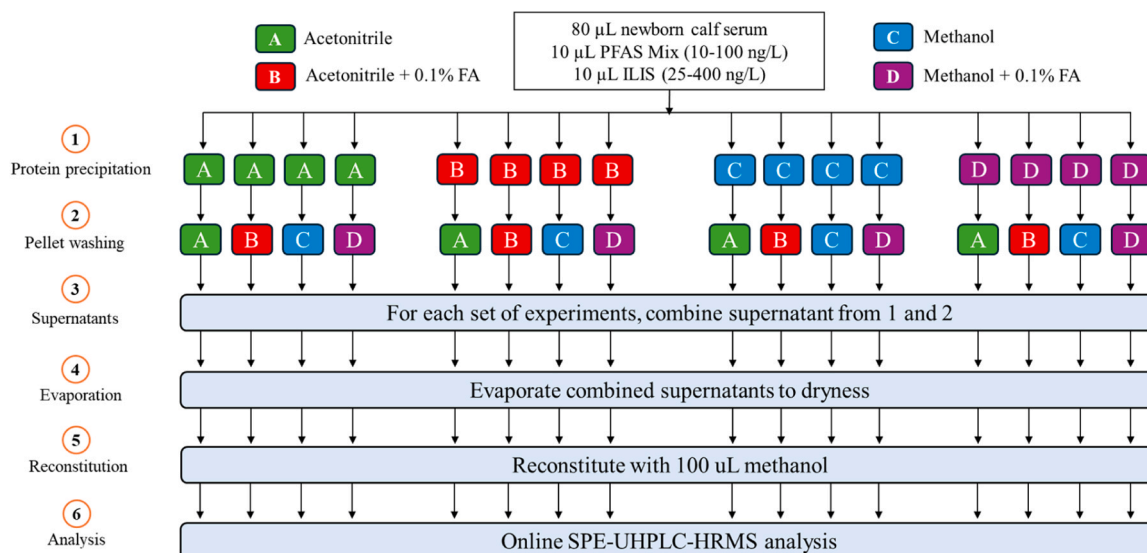 A Acetonitrile
B Acetonitrile + 0.1% FA
80 µL newborn calf serum
10 µL PFAS Mix (10-100 ng/L)
10 µL ILIS (25-400 ng/L)
C Methanol
D Methanol + 0.1% FA
1
Protein precipitation
A A A A B B B B C C C C D D D D
2
Pellet washing
A B C D A B C D A B C D A B C D
3
Supernatants
For each set of experiments, combine supernatant from 1 and 2
4
Evaporation
Evaporate combined supernatants to dryness
5
Reconstitution
Reconstitute with 100 uL methanol
6
Analysis
Online SPE-UHPLC-HRMS analysis